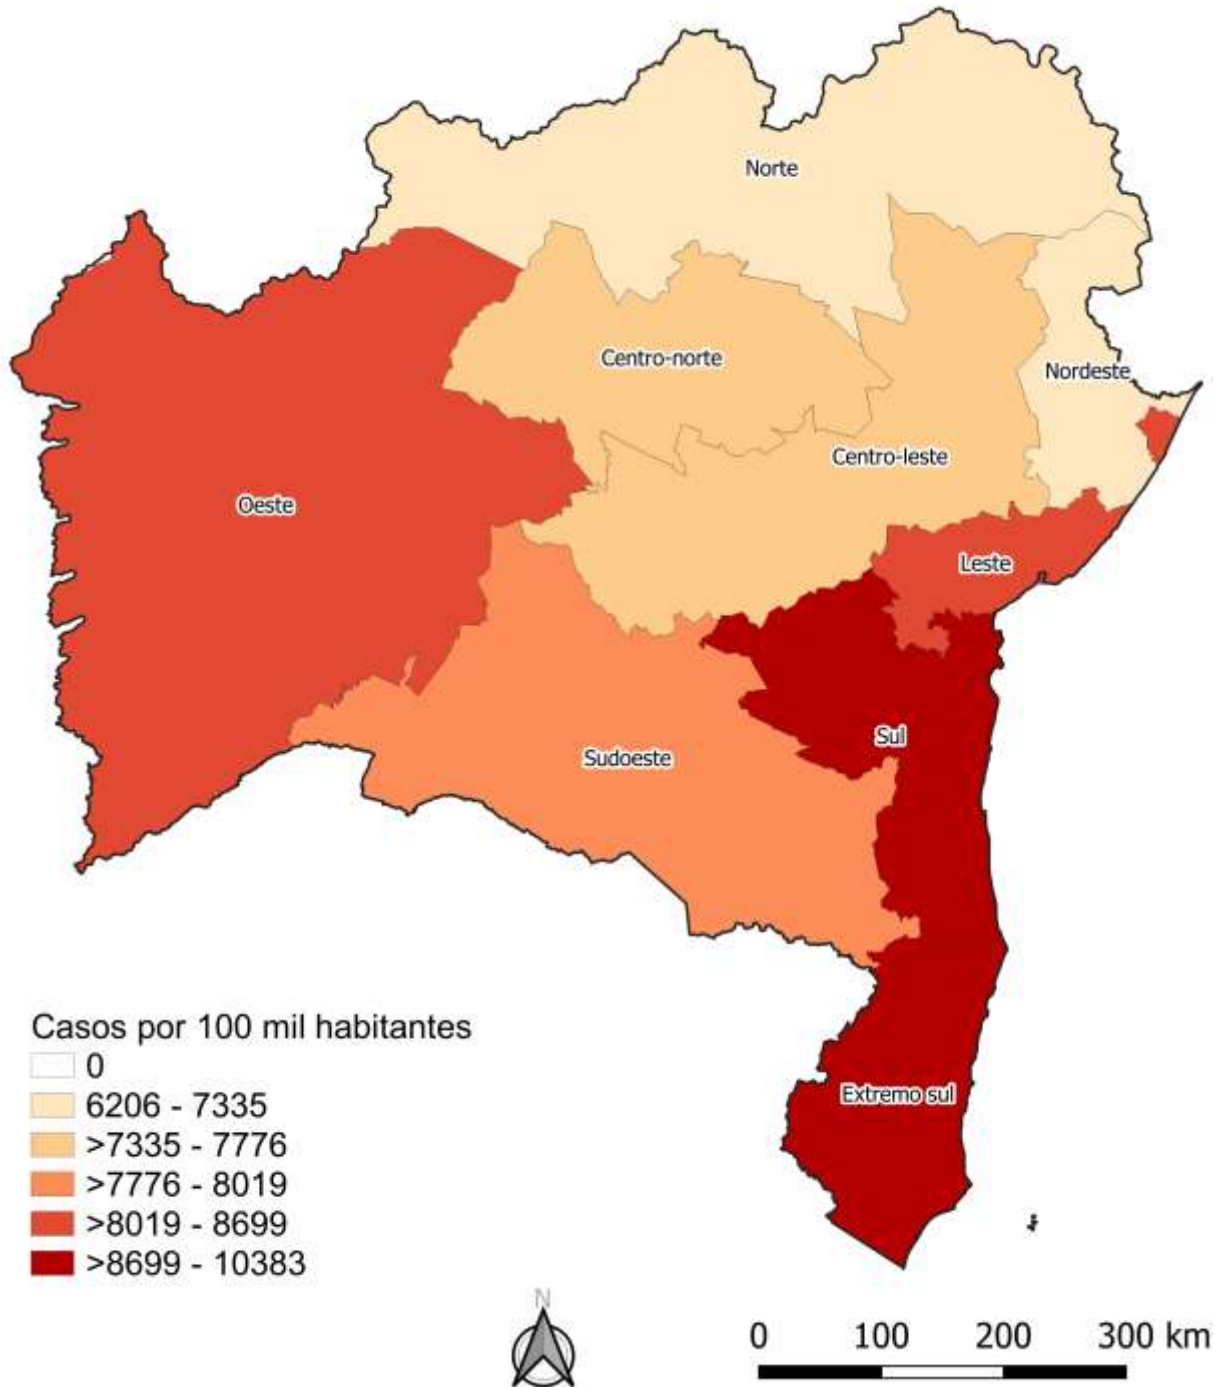 Norte
Centro-norte
Nordeste
Centro-leste
Oeste
Leste
Sul
Sudoeste
Extremo sul
Casos por 100 mil habitantes
0
6206 - 7335
>7335 - 7776
>7776 - 8019
>8019 - 8699
>8699 - 10383
N
0 100 200 300 km